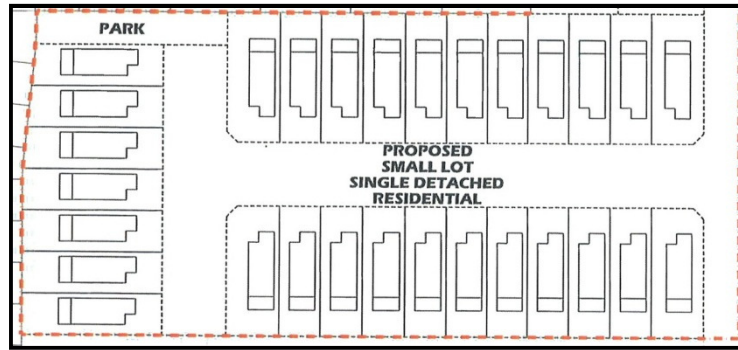 PARK
PROPOSED
SMALL LOT
SINGLE DETACHED
RESIDENTIAL